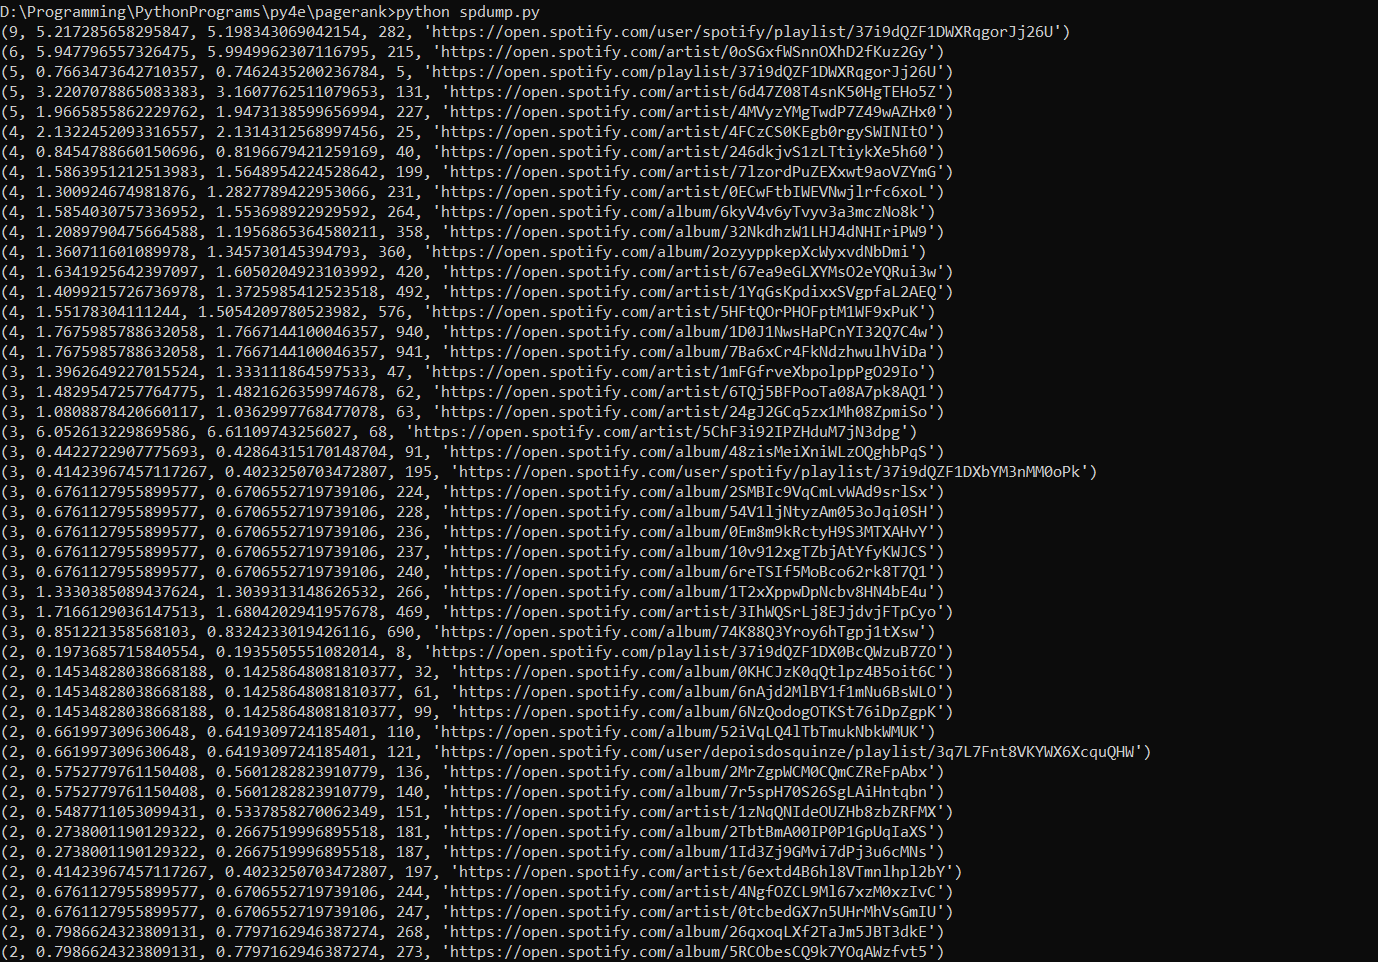 D:\Programming\PythonPrograms\py4e\pagerank>python spdump.py
(9, 5.217285658295847, 5.198343069042154, 282, 'https://open.spotify.com/user/spotify/playlist/37i9dQZF1DWXRqgorJj26U')
(6, 5.947796557326475, 5.9949962307116795, 215, 'https://open.spotify.com/artist/0oSGxfWSnnOXhD2fKuz2Gy')
(5, 0.7663473642710357, 0.7462435200236784, 5, 'https://open.spotify.com/playlist/37i9dQZF1DWXRqgorJj26U')
(5, 3.2207078865083383, 3.1607762511079653, 131, 'https://open.spotify.com/artist/6d47Z08T4snK50HgTEHo5Z')
(5, 1.9665855862229762, 1.9473138599656994, 227, 'https://open.spotify.com/artist/4MVyzYMgTwdP7Z49wAZHx0')
(4, 2.1322452093316557, 2.1314312568997456, 25, 'https://open.spotify.com/artist/4FCzCS0KEgb0rgySWINItO')
(4, 0.8454788660150696, 0.8196679421259169, 40, 'https://open.spotify.com/artist/246dkjvS1zLTtiykXe5h60')
(4, 1.5863951212513983, 1.5648954224528642, 199, 'https://open.spotify.com/artist/7lzordPuZEXxwt9aoVZYmG')
(4, 1.300924674981876, 1.2827789422953066, 231, 'https://open.spotify.com/artist/0ECwFtbIWEVNwjlrfc6xoL')
(4, 1.5854030757336952, 1.553698922929592, 264, 'https://open.spotify.com/album/6kyV4v6yTvyv3a3mczNo8k')
(4, 1.2089790475664588, 1.1956865364580211, 358, 'https://open.spotify.com/album/32NkdhzW1LHJ4dNHIriPW9')
(4, 1.360711601089978, 1.345730145394793, 360, 'https://open.spotify.com/album/2ozyyppkepXcWyxvdNbDmi')
(4, 1.6341925642397097, 1.6050204923103992, 420, 'https://open.spotify.com/artist/67ea9eGLXYMsO2eYQRui3w')
(4, 1.4099215726736978, 1.3725985412523518, 492, 'https://open.spotify.com/artist/1YqGsKpdixxSVgpfaL2AEQ')
(4, 1.55178304111244, 1.5054209780523982, 576, 'https://open.spotify.com/artist/5HFtQOrPHOFptM1WF9xPuK')
(4, 1.7675985788632058, 1.7667144100046357, 940, 'https://open.spotify.com/album/1D0J1NwsHaPCnYI32Q7C4w')
(4, 1.7675985788632058, 1.7667144100046357, 941, 'https://open.spotify.com/album/7Ba6xCr4FkNdzhwulhViDa')
(3, 1.3962649227015524, 1.333111864597533, 47, 'https://open.spotify.com/artist/1mFGfrveXbpolppPgO29Io')
(3, 1.4829547257764775, 1.4821626359974678, 62, 'https://open.spotify.com/artist/6TQj5BFPooTa08A7pk8AQ1')
(3, 1.0808878420660117, 1.0362997768477078, 63, 'https://open.spotify.com/artist/24gJ2GCq5zx1Mh08ZpmiSo')
(3, 6.052613229869586, 6.61109743256027, 68, 'https://open.spotify.com/artist/5ChF3i92IPZHduM7jN3dpg')
(3, 0.4422722907775693, 0.42864315170148704, 91, 'https://open.spotify.com/album/48zisMeiXniWLzOQghbPqS')
(3, 0.41423967457117267, 0.4023250703472807, 195, 'https://open.spotify.com/user/spotify/playlist/37i9dQZF1DXbYM3nMM0oPk')
(3, 0.6761127955899577, 0.6706552719739106, 224, 'https://open.spotify.com/album/2SMBIc9VqCmLvWAd9srlSx')
(3, 0.6761127955899577, 0.6706552719739106, 228, 'https://open.spotify.com/album/54V1ljNtyzAm053oJqi0SH')
(3, 0.6761127955899577, 0.6706552719739106, 236, 'https://open.spotify.com/album/0Em8m9kRctyH9S3MTXAHvY')
(3, 0.6761127955899577, 0.6706552719739106, 237, 'https://open.spotify.com/album/10v912xgTZbjAtYfyKWJCS')
(3, 0.6761127955899577, 0.6706552719739106, 240, 'https://open.spotify.com/album/6reTSIf5MoBco62rk8T7Q1')
(3, 1.3330385089437624, 1.3039313148626532, 266, 'https://open.spotify.com/album/1T2xXppwDpNcbv8HN4bE4u')
(3, 1.7166129036147513, 1.6804202941957678, 469, 'https://open.spotify.com/artist/3IhWQSrLj8EJjdvjFTpCyo')
(3, 0.851221358568103, 0.8324233019426116, 690, 'https://open.spotify.com/album/74K88Q3Yroy6hTgpj1tXsw')
(2, 0.1973685715840554, 0.1935505551082014, 8, 'https://open.spotify.com/playlist/37i9dQZF1DX0BcQWzuB7ZO')
(2, 0.14534828038668188, 0.14258648081810377, 32, 'https://open.spotify.com/album/0KHCJzK0qQtlpz4B5oit6C')
(2, 0.14534828038668188, 0.14258648081810377, 61, 'https://open.spotify.com/album/6nAjd2MlBY1f1mNu6BsWLO')
(2, 0.14534828038668188, 0.14258648081810377, 99, 'https://open.spotify.com/album/6NzQodogOTKSt76iDpZgpK')
(2, 0.661997309630648, 0.6419309724185401, 110, 'https://open.spotify.com/album/52iVqLQ4lTbTmukNbkWMUK')
(2, 0.661997309630648, 0.6419309724185401, 121, 'https://open.spotify.com/user/depoisdosquinze/playlist/3q7L7Fnt8VKYWX6XcquQHW')
(2, 0.5752779761150408, 0.5601282823910779, 136, 'https://open.spotify.com/album/2MrZgpWCM0CQmCZReFpAbx')
(2, 0.5752779761150408, 0.5601282823910779, 140, 'https://open.spotify.com/album/7r5spH70S26SgLAiHntqbn')
(2, 0.5487711053099431, 0.5337858270062349, 151, 'https://open.spotify.com/artist/1zNqQNIdeOUZHb8zbZRFMX')
(2, 0.2738001190129322, 0.2667519996895518, 181, 'https://open.spotify.com/album/2TbtBmA00IP0P1GpUqIaXS')
(2, 0.2738001190129322, 0.2667519996895518, 187, 'https://open.spotify.com/album/1Id3Zj9GMvi7dPj3u6cMNs')
(2, 0.41423967457117267, 0.4023250703472807, 197, 'https://open.spotify.com/artist/6extd4B6hl8VTmnlhpl2bY')
(2, 0.6761127955899577, 0.6706552719739106, 244, 'https://open.spotify.com/artist/4NgfOZCL9Ml67xzM0xzIvC')
(2, 0.6761127955899577, 0.6706552719739106, 247, 'https://open.spotify.com/artist/0tcbedGX7n5UHrMhVsGmIU')
(2, 0.7986624323809131, 0.7797162946387274, 268, 'https://open.spotify.com/album/26qxoqLXf2TaJm5JBT3dkE')
(2, 0.7986624323809131, 0.7797162946387274, 273, 'https://open.spotify.com/album/5RCObesCQ9k7YOqAWzfvt5')